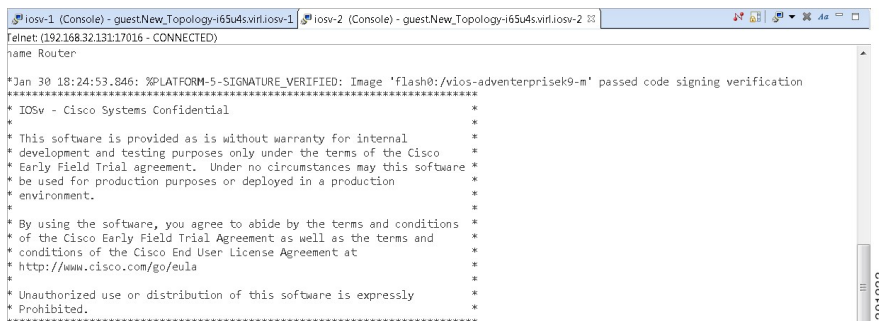 iosv-1 (Console) - guest.New_Topology-i65u4s.virl.iosv-1 iosv-2 (Console) - guest.New_Topology-i65u4s.virl.iosv-2
Telnet: (192.168.32.131:17016 - CONNECTED)
name Router
*Jan 30 18:24:53.846: %PLATFORM-5-SIGNATURE_VERIFIED: Image 'flash0:/vios-adventerprisek9-m' passed code signing verification
**************************************************************************
* IOSv - Cisco Systems Confidential *
* *
* This software is provided as is without warranty for internal *
* development and testing purposes only under the terms of the Cisco *
* Early Field Trial agreement. Under no circumstances may this software *
* be used for production purposes or deployed in a production *
* environment. *
* *
* By using the software, you agree to abide by the terms and conditions *
* of the Cisco Early Field Trial Agreement as well as the terms and *
* conditions of the Cisco End User License Agreement at *
* http://www.cisco.com/go/eula *
* *
* Unauthorized use or distribution of this software is expressly *
* Prohibited. *
**************************************************************************